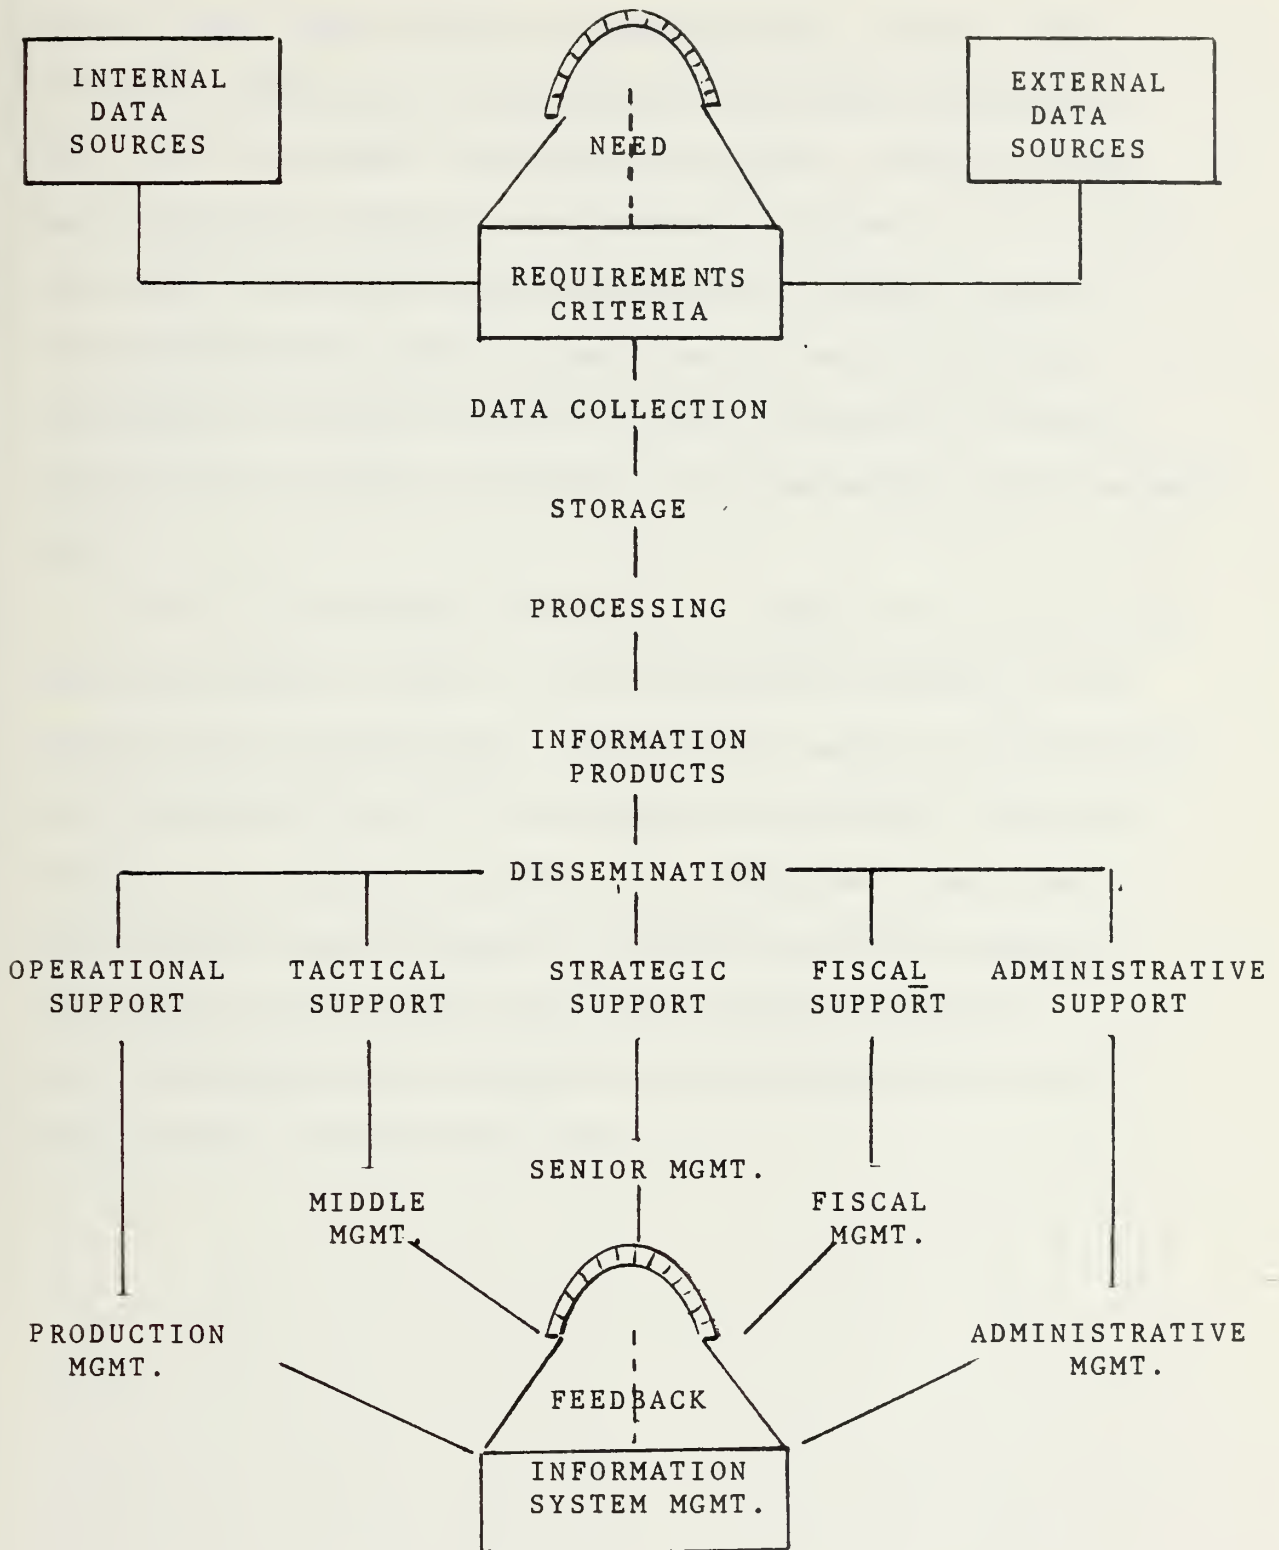 INTERNAL
DATA
SOURCES
NEED
EXTERNAL
DATA
SOURCES
REQUIREMENTS
CRITERIA
DATA COLLECTION
STORAGE
PROCESSING
INFORMATION
PRODUCTS
DISSEMINATION
OPERATIONAL
SUPPORT
TACTICAL
SUPPORT
STRATEGIC
SUPPORT
FISCAL
SUPPORT
ADMINISTRATIVE
SUPPORT
SENIOR MGMT.
MIDDLE
MGMT.
FISCAL
MGMT.
PRODUCTION
MGMT.
ADMINISTRATIVE
MGMT.
FEEDBACK
INFORMATION
SYSTEM MGMT.